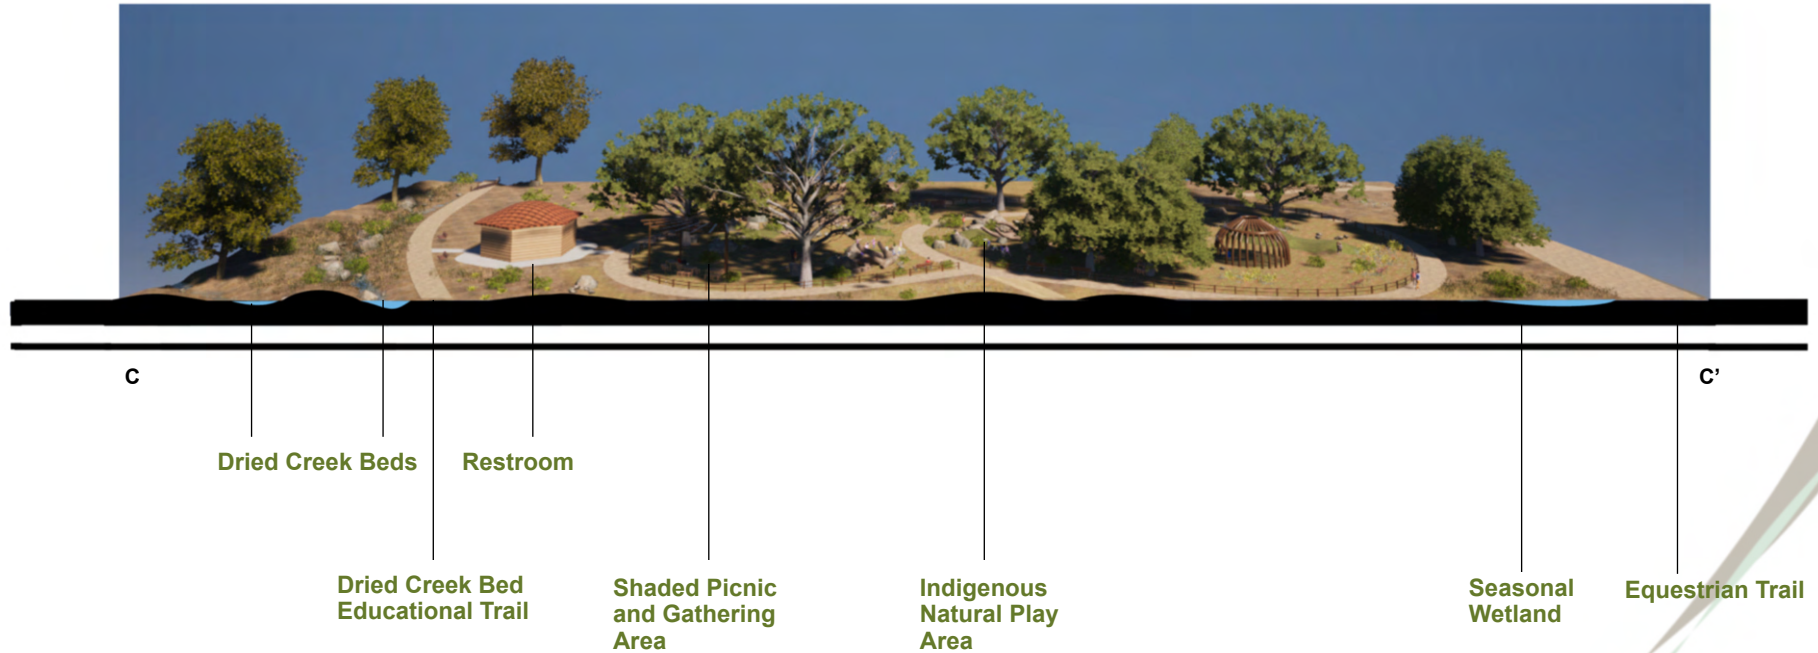 C
C’
Dried Creek Beds
Restroom
Dried Creek Bed
Educational Trail
Shaded Picnic
and Gathering
Area
Indigenous
Natural Play
Area
Seasonal
Wetland
Equestrian Trail